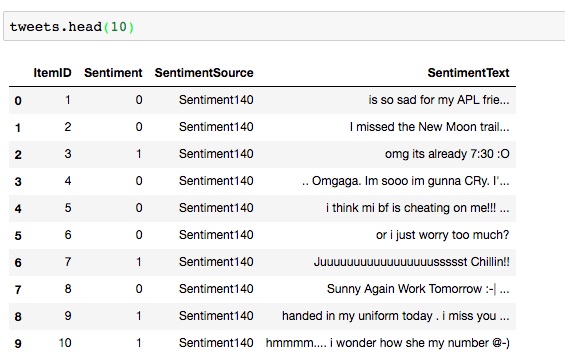 tweets.head(10)
ItemID Sentiment SentimentSource SentimentText
0 1 0 Sentiment140 is so sad for my APL frie...
1 2 0 Sentiment140 I missed the New Moon trail...
2 3 1 Sentiment140 omg its already 7:30 :O
3 4 0 Sentiment140 .. Omgaga. Im sooo im gunna CRy. I'...
4 5 0 Sentiment140 i think mi bf is cheating on me!!! ...
5 6 0 Sentiment140 or i just worry too much?
6 7 1 Sentiment140 Juuuuuuuuuuuuuuuuussssst Chillin!!
7 8 0 Sentiment140 Sunny Again Work Tomorrow :-| ...
8 9 1 Sentiment140 handed in my uniform today . i miss you ...
9 10 1 Sentiment140 hmmmm.... i wonder how she my number @-)